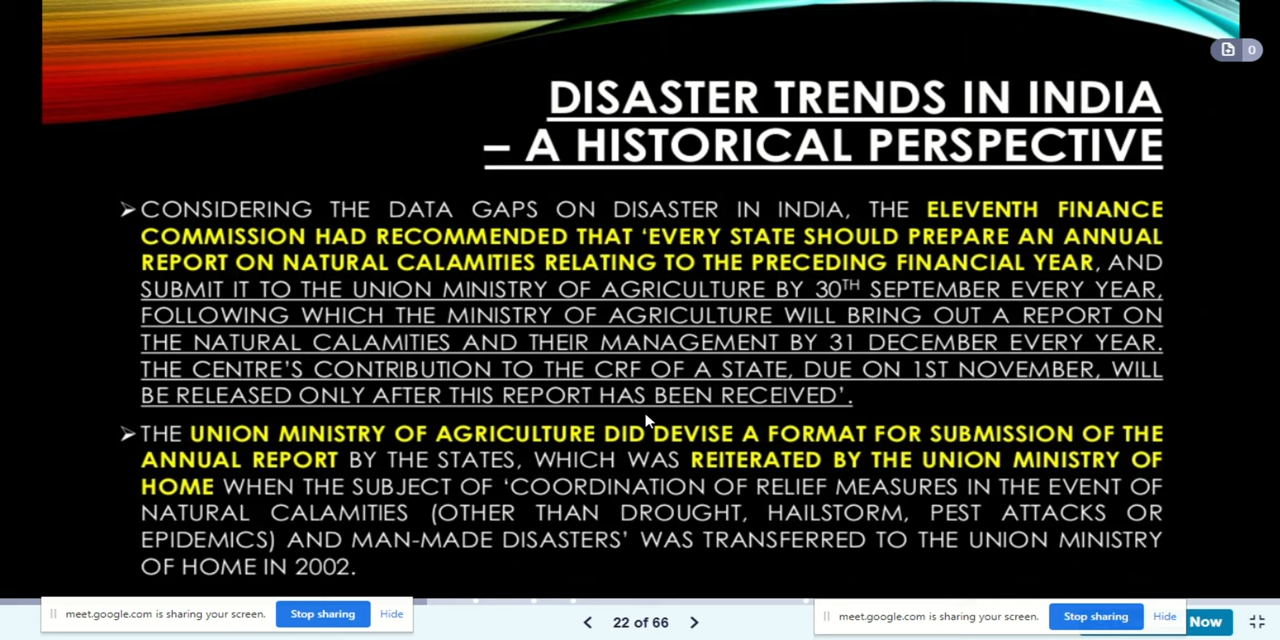 0
DISASTER TRENDS IN INDIA
– A HISTORICAL PERSPECTIVE
➢CONSIDERING THE DATA GAPS ON DISASTER IN INDIA, THE ELEVENTH FINANCE
COMMISSION HAD RECOMMENDED THAT ‘EVERY STATE SHOULD PREPARE AN ANNUAL
REPORT ON NATURAL CALAMITIES RELATING TO THE PRECEDING FINANCIAL YEAR, AND
SUBMIT IT TO THE UNION MINISTRY OF AGRICULTURE BY 30TH SEPTEMBER EVERY YEAR,
FOLLOWING WHICH THE MINISTRY OF AGRICULTURE WILL BRING OUT A REPORT ON
THE NATURAL CALAMITIES AND THEIR MANAGEMENT BY 31 DECEMBER EVERY YEAR.
THE CENTRE’S CONTRIBUTION TO THE CRF OF A STATE, DUE ON 1ST NOVEMBER, WILL
BE RELEASED ONLY AFTER THIS REPORT HAS BEEN RECEIVED’.
➢THE UNION MINISTRY OF AGRICULTURE DID DEVISE A FORMAT FOR SUBMISSION OF THE
ANNUAL REPORT BY THE STATES, WHICH WAS REITERATED BY THE UNION MINISTRY OF
HOME WHEN THE SUBJECT OF ‘COORDINATION OF RELIEF MEASURES IN THE EVENT OF
NATURAL CALAMITIES (OTHER THAN DROUGHT, HAILSTORM, PEST ATTACKS OR
EPIDEMICS) AND MAN-MADE DISASTERS’ WAS TRANSFERRED TO THE UNION MINISTRY
OF HOME IN 2002.
meet.google.com is sharing your screen. Stop sharing Hide
22 of 66
meet.google.com is sharing your screen. Stop sharing Hide
Now